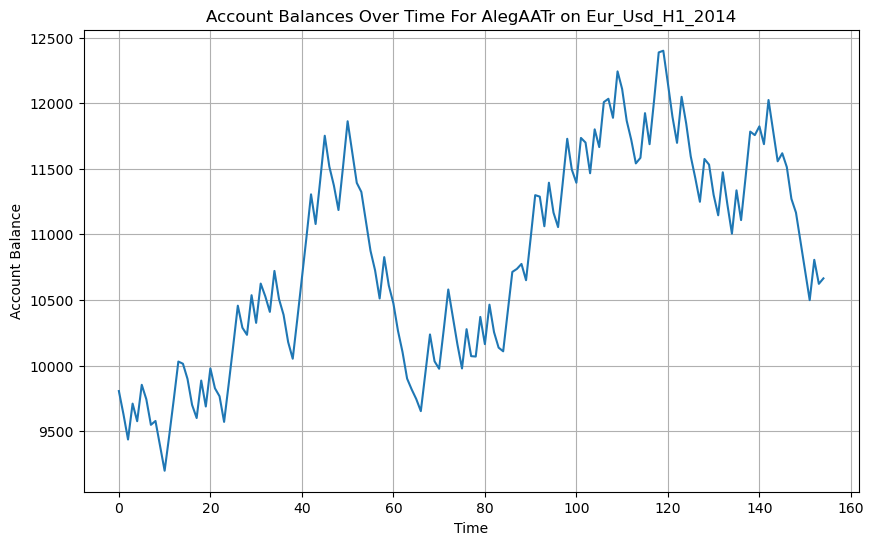 Account Balances Over Time For AlegAATr on Eur_Usd_H1_2014
12500
12000
11500
11000
10500
10000
9500
Account Balance
0 20 40 60 80 100 120 140 160
Time